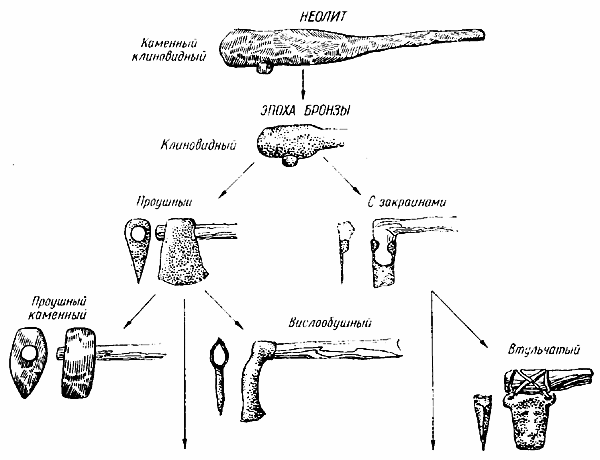 НЕОЛИТ
Каменный
клиновидный
ЭПОХА БРОНЗЫ
Клиновидный
Проушный
С закраинами
Проушный
каменный
Вислообушный
Втульчатый